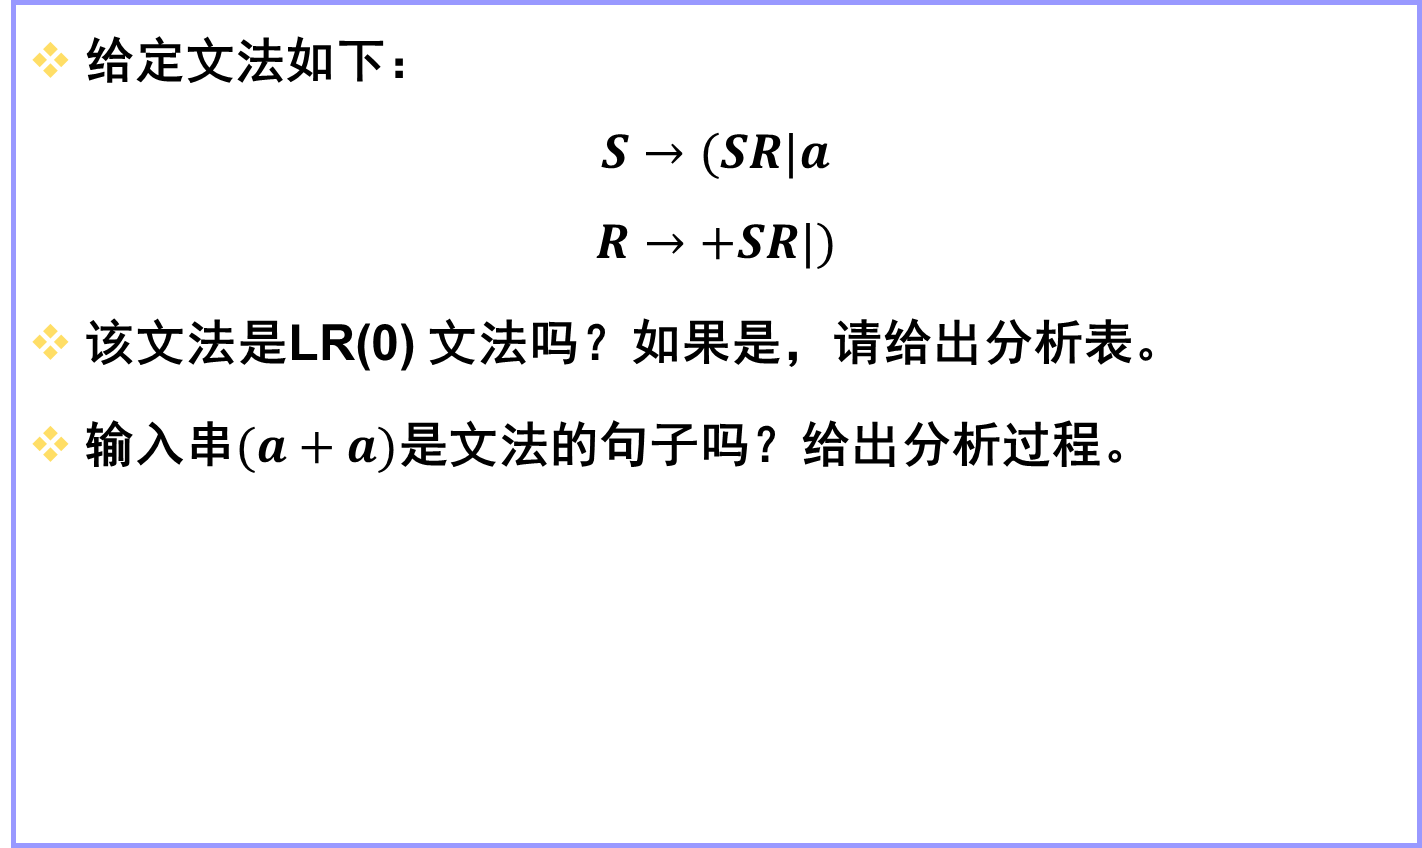 给定文法如下：
S → (SR|a
R → +SR|)
该文法是LR(0) 文法吗？如果是，请给出分析表。
输入串(a + a)是文法的句子吗？给出分析过程。